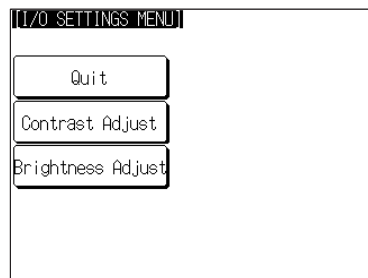 [I/O SETTINGS MENU]
Quit
Contrast Adjust
Brightness Adjust